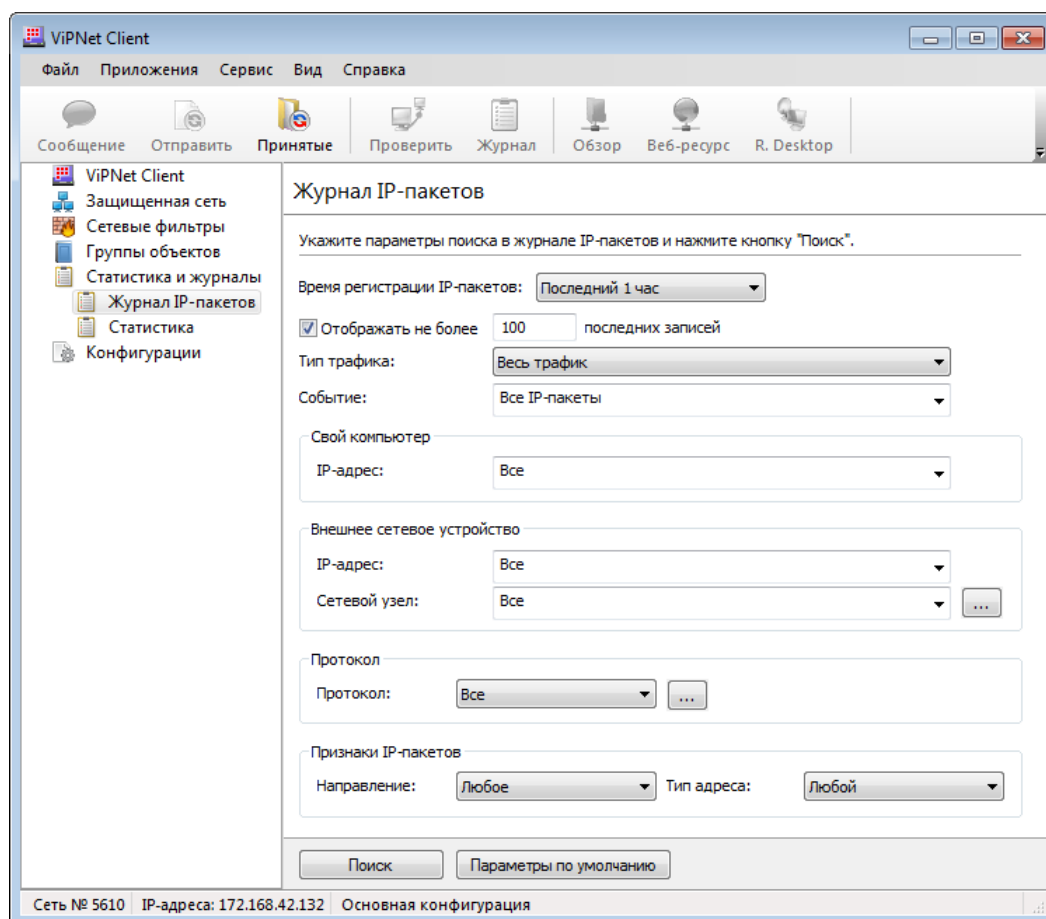 ViPNet Client
Файл Приложения Сервис Вид Справка
Сообщение Отправить Принятые Проверить Журнал Обзор Веб-ресурс R. Desktop
ViPNet Client
Защищенная сеть
Сетевые фильтры
Группы объектов
Статистика и журналы
Журнал IP-пакетов
Статистика
Конфигурации
Журнал IP-пакетов
Укажите параметры поиска в журнале IP-пакетов и нажмите кнопку "Поиск".
Время регистрации IP-пакетов: Последний 1 час
Отображать не более 100 последних записей
Тип трафика: Весь трафик
Событие: Все IP-пакеты
Свой компьютер
IP-адрес: Все
Внешнее сетевое устройство
IP-адрес: Все
Сетевой узел: Все ...
Протокол
Протокол: Все ...
Признаки IP-пакетов
Направление: Любое Тип адреса: Любой
Поиск Параметры по умолчанию
Сеть № 5610 IP-адреса: 172.168.42.132 Основная конфигурация